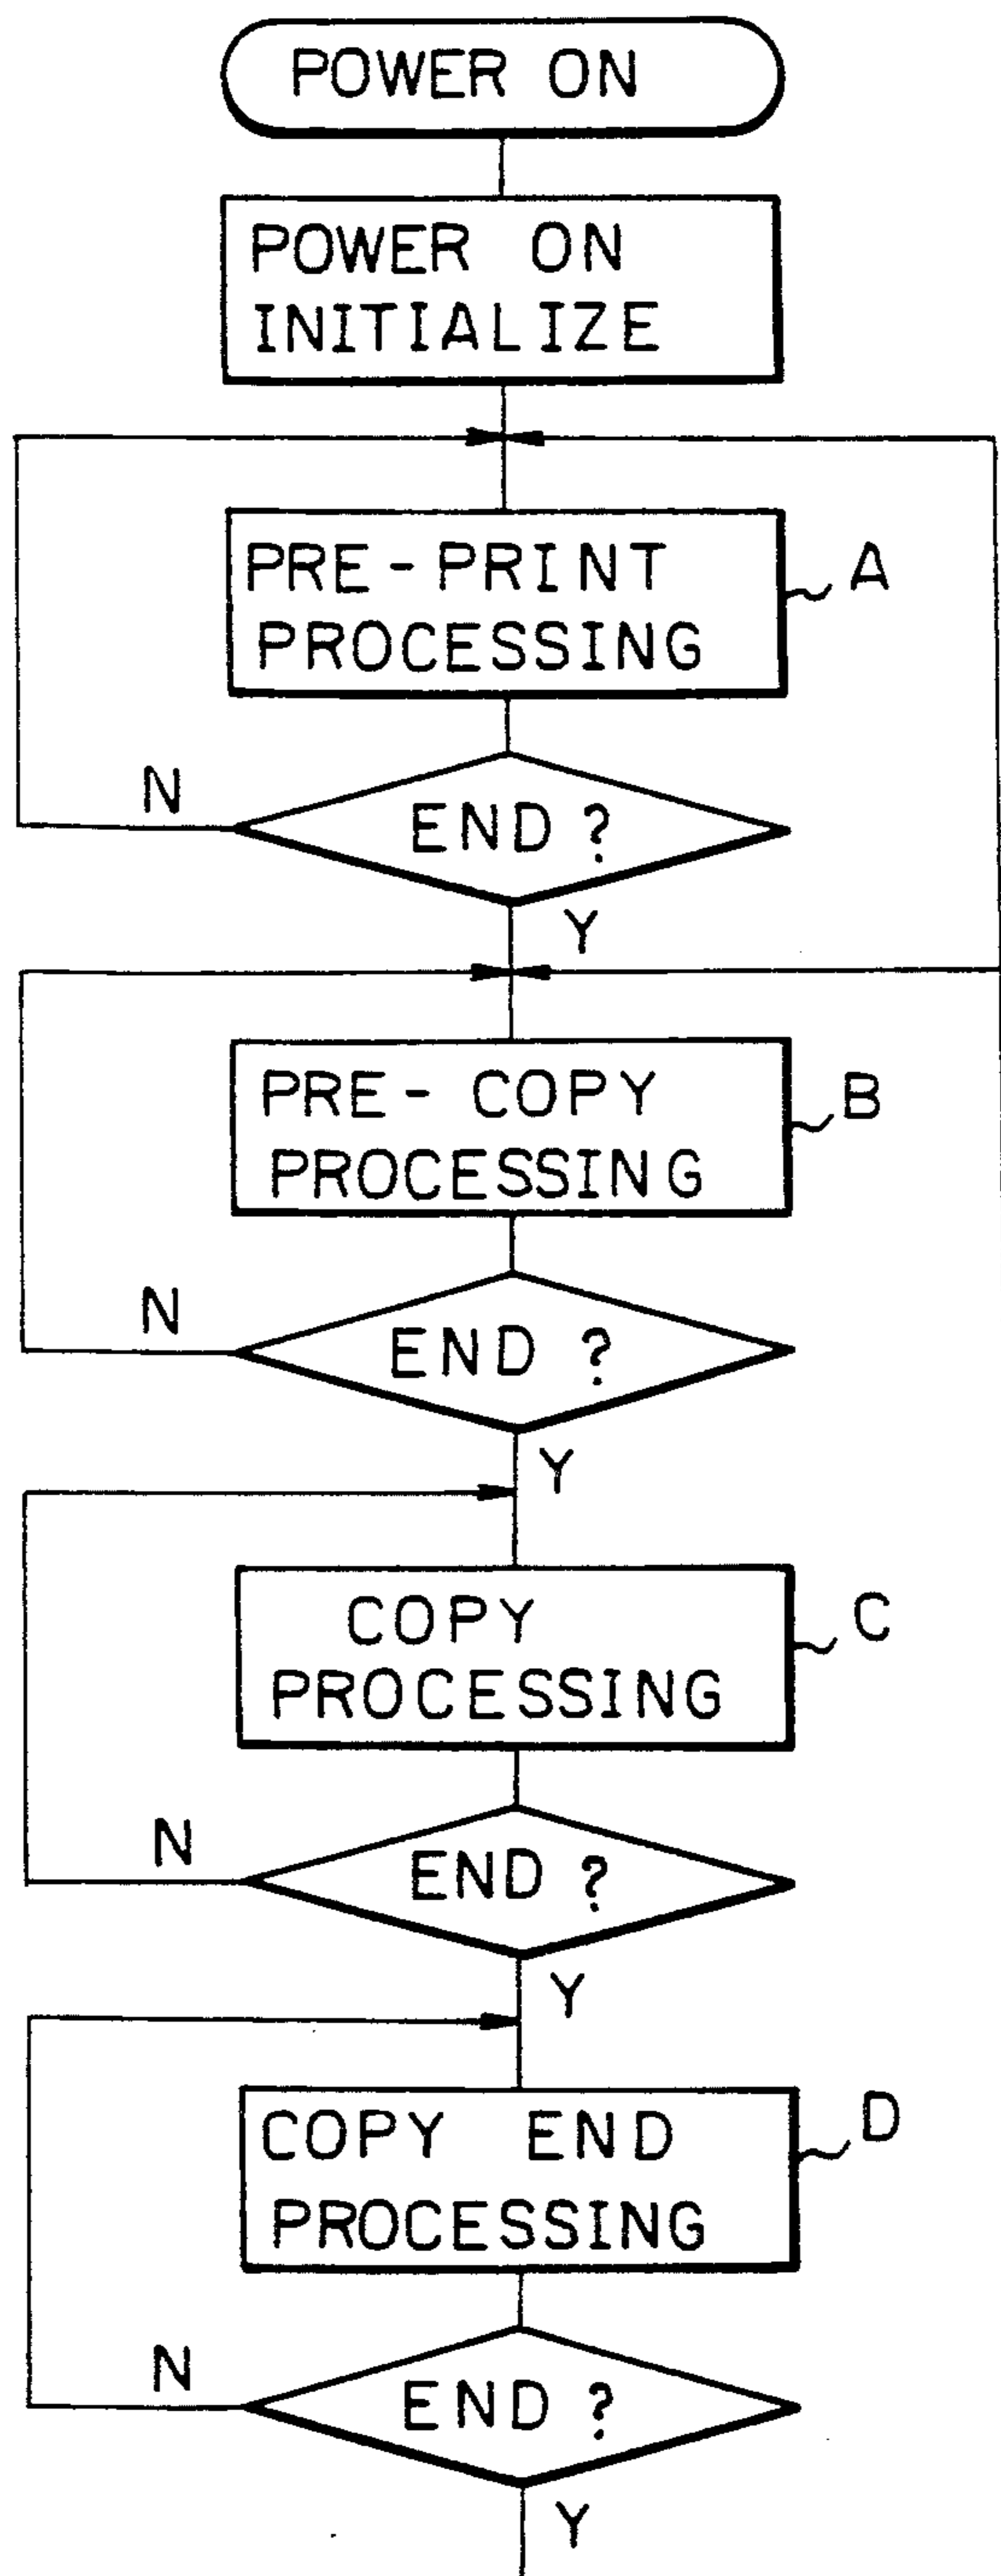 POWER ON
POWER ON
INITIALIZE
PRE-PRINT
PROCESSING
A
END ?
N
Y
PRE-COPY
PROCESSING
B
END ?
N
Y
COPY
PROCESSING
C
END ?
N
Y
COPY END
PROCESSING
D
END ?
N
Y